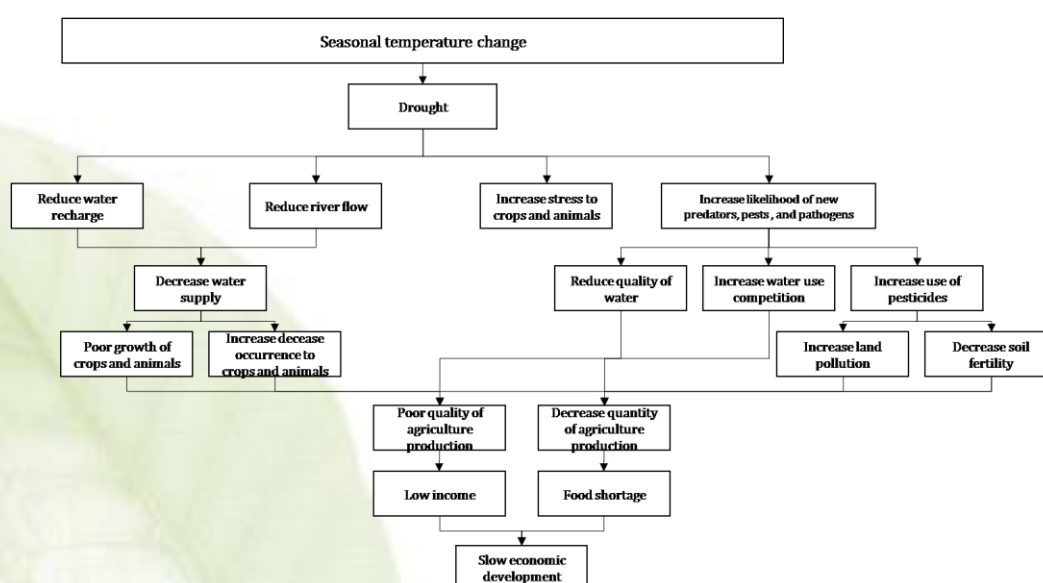 Seasonal temperature change
Drought
Reduce water
recharge
Reduce river flow
Increase stress to
crops and animals
Increase likelihood of new
predators, pests , and pathogens
Decrease water
supply
Reduce quality of
water
Increase water use
competition
Increase use of
pesticides
Poor growth of
crops and animals
Increase decease
occurrence to
crops and animals
Increase land
pollution
Decrease soil
fertility
Poor quality of
agriculture
production
Decrease quantity
of agriculture
production
Low income
Food shortage
Slow economic
development